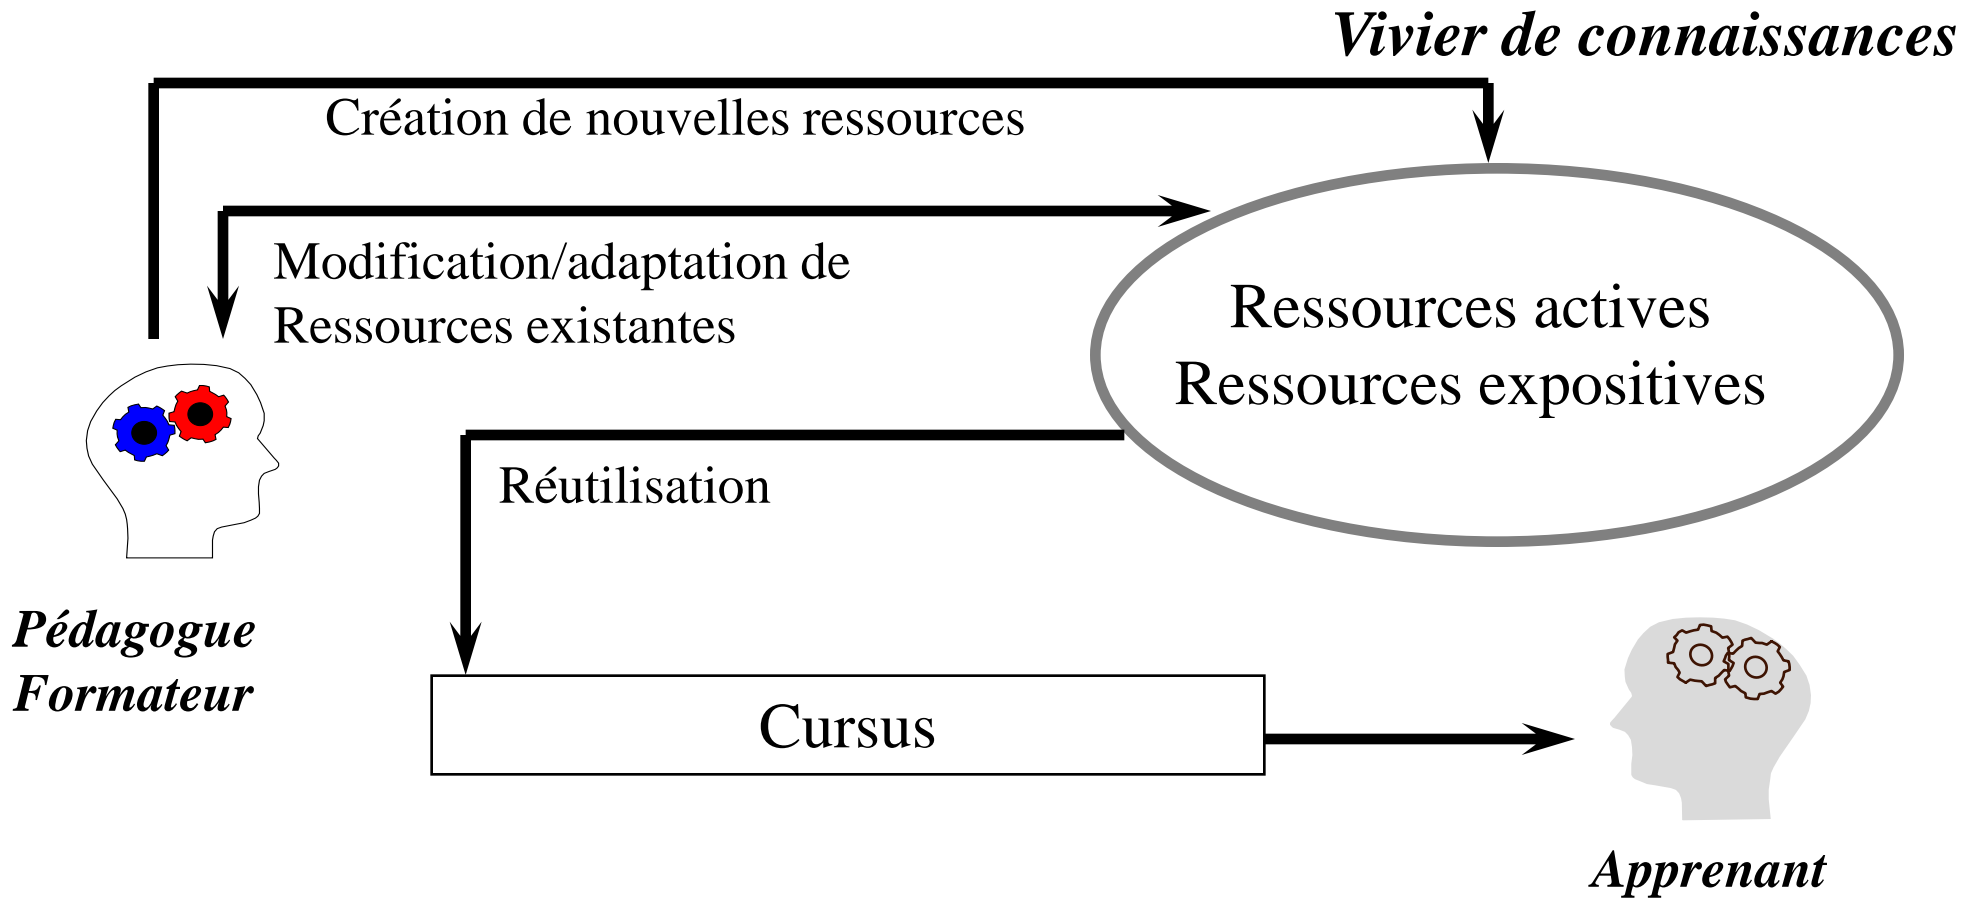 Vivier de connaissances
Création de nouvelles ressources
Modification/adaptation de
Ressources existantes
Ressources actives
Ressources expositives
Réutilisation
Pédagogue
Formateur
Cursus
Apprenant